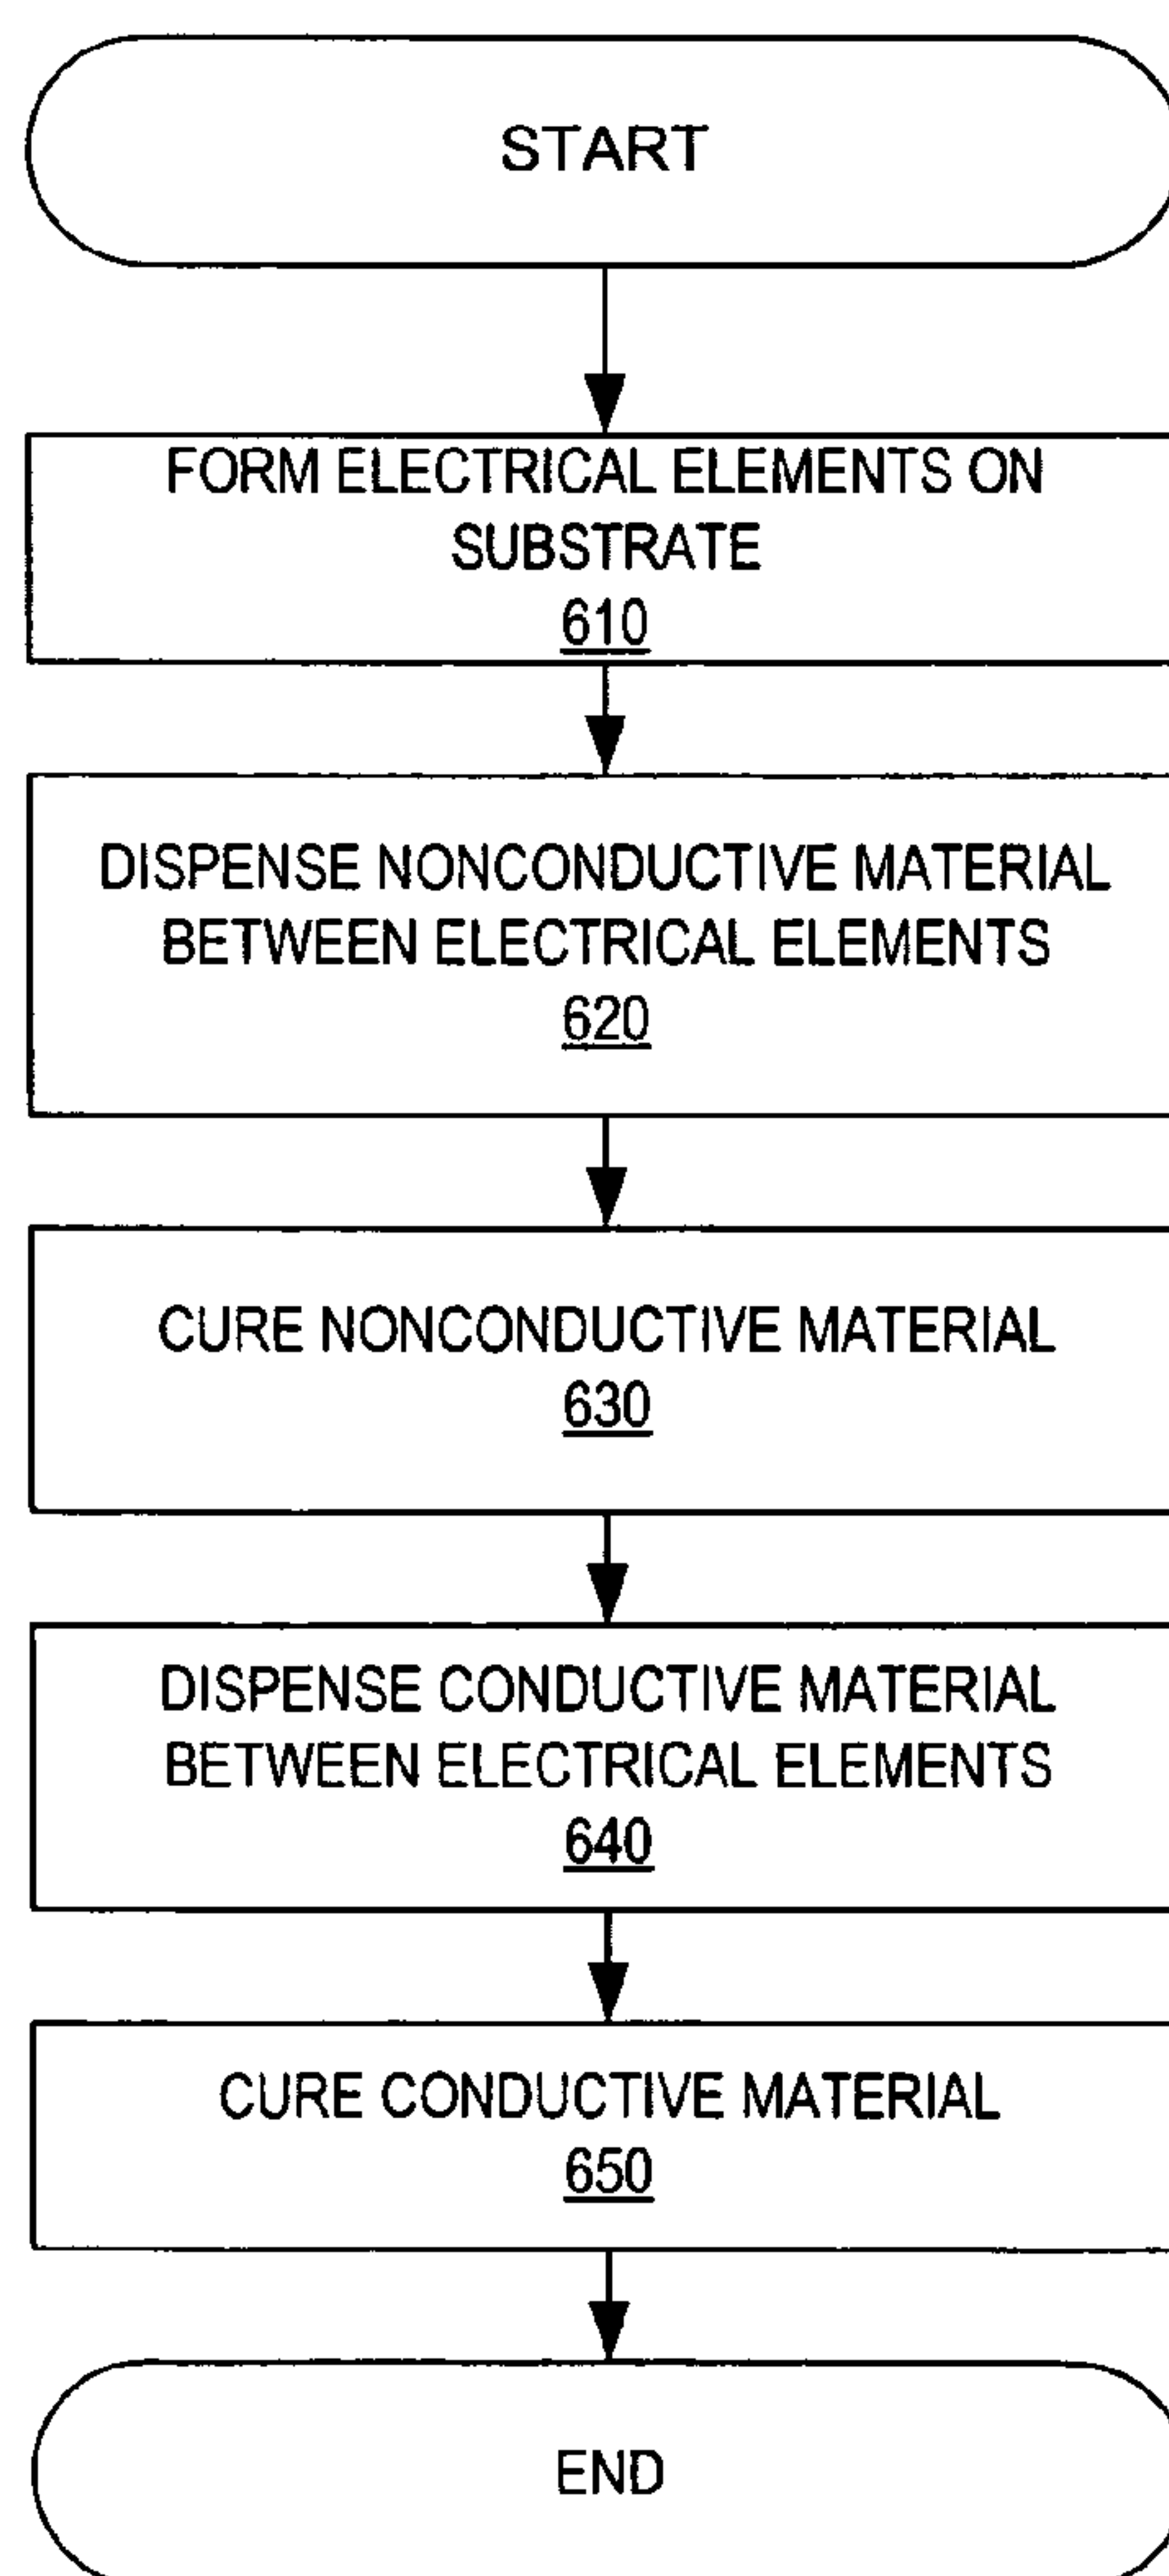 START
FORM ELECTRICAL ELEMENTS ON
SUBSTRATE
610
DISPENSE NONCONDUCTIVE MATERIAL
BETWEEN ELECTRICAL ELEMENTS
620
CURE NONCONDUCTIVE MATERIAL
630
DISPENSE CONDUCTIVE MATERIAL
BETWEEN ELECTRICAL ELEMENTS
640
CURE CONDUCTIVE MATERIAL
650
END